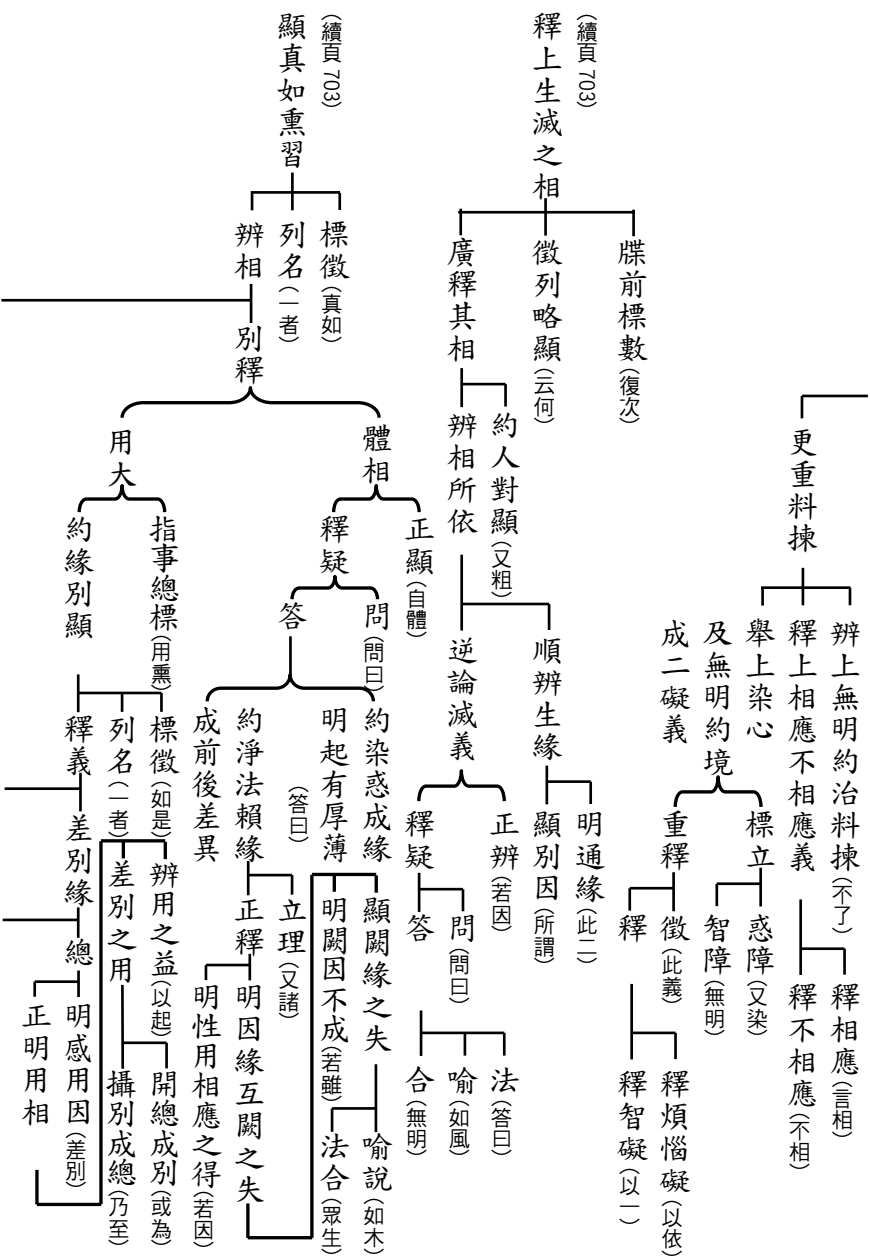 更重料揀
辨上無明約治料揀(不了)
釋上相應不相應義
釋相應(言相)
釋不相應(不相)
舉上染心
及無明約境
成二礙義
標立
惑障(又染)
智障(無明)
重釋
徵(此義)
釋
釋煩惱礙(以依)
釋智礙(以一)
(續頁 703)
釋上生滅之相
牒前標數(復次)
徵列略顯(云何)
廣釋其相
約人對顯(又粗)
辨相所依
順辨生緣
明通緣(此二)
顯別因(所謂)
逆論滅義
正辨(若因)
釋疑
問(問曰)
答
法(答曰)
喻(如風)
合(無明)
(續頁 703)
顯真如熏習
標徵(真如)
列名(一者)
辨相
別釋
體相
正顯(自體)
釋疑
問(問曰)
答
約染惑成緣
明起有厚薄
(答曰)
約淨法賴緣
成前後差異
立理(又諸)
正釋
明因緣互闕之失
顯闕緣之失
喻說(如木)
法合(眾生)
明闕因不成(若雖)
明性用相應之得(若因)
用大
指事總標(用熏)
約緣別顯
標徵(如是)
列名(一者)
釋義
差別緣
總
明感用因(差別)
正明用相
辨用之益(以起)
差別之用
開總成別(或為)
攝別成總(乃至)